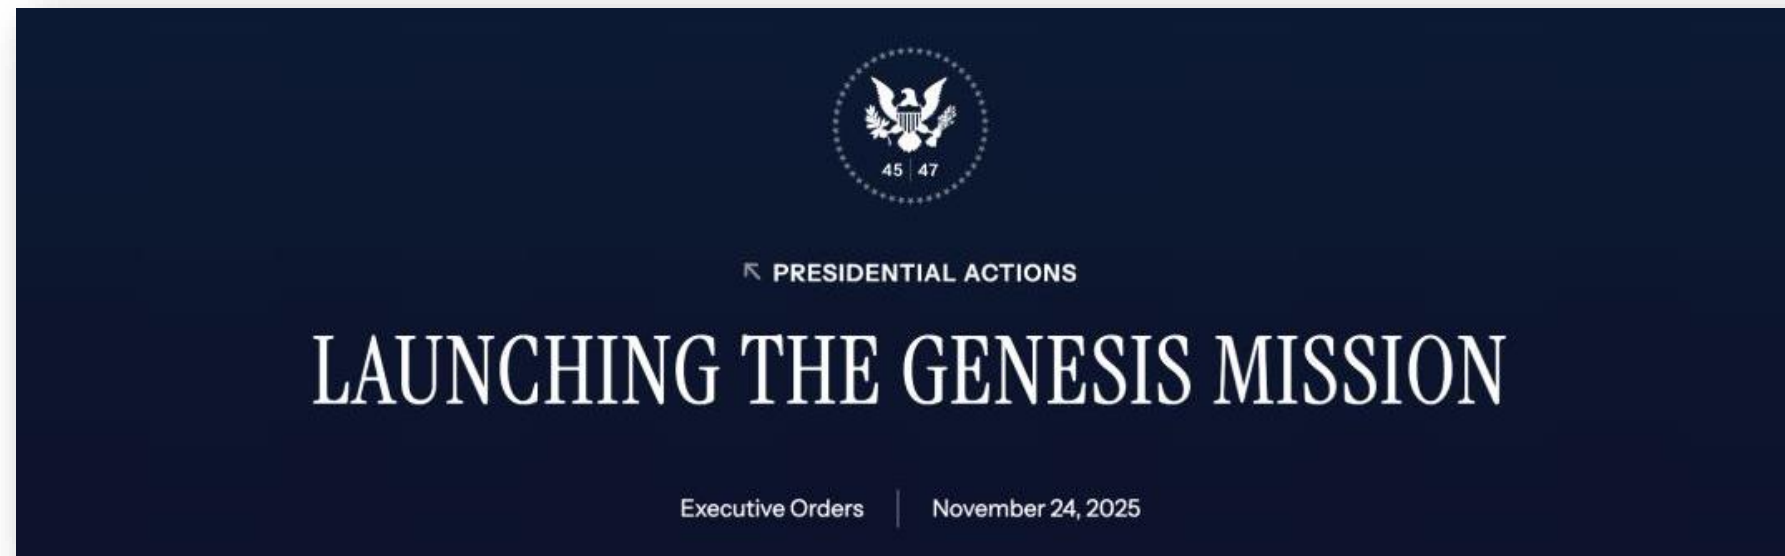 45 | 47
PRESIDENTIAL ACTIONS
LAUNCHING THE GENESIS MISSION
Executive Orders | November 24, 2025